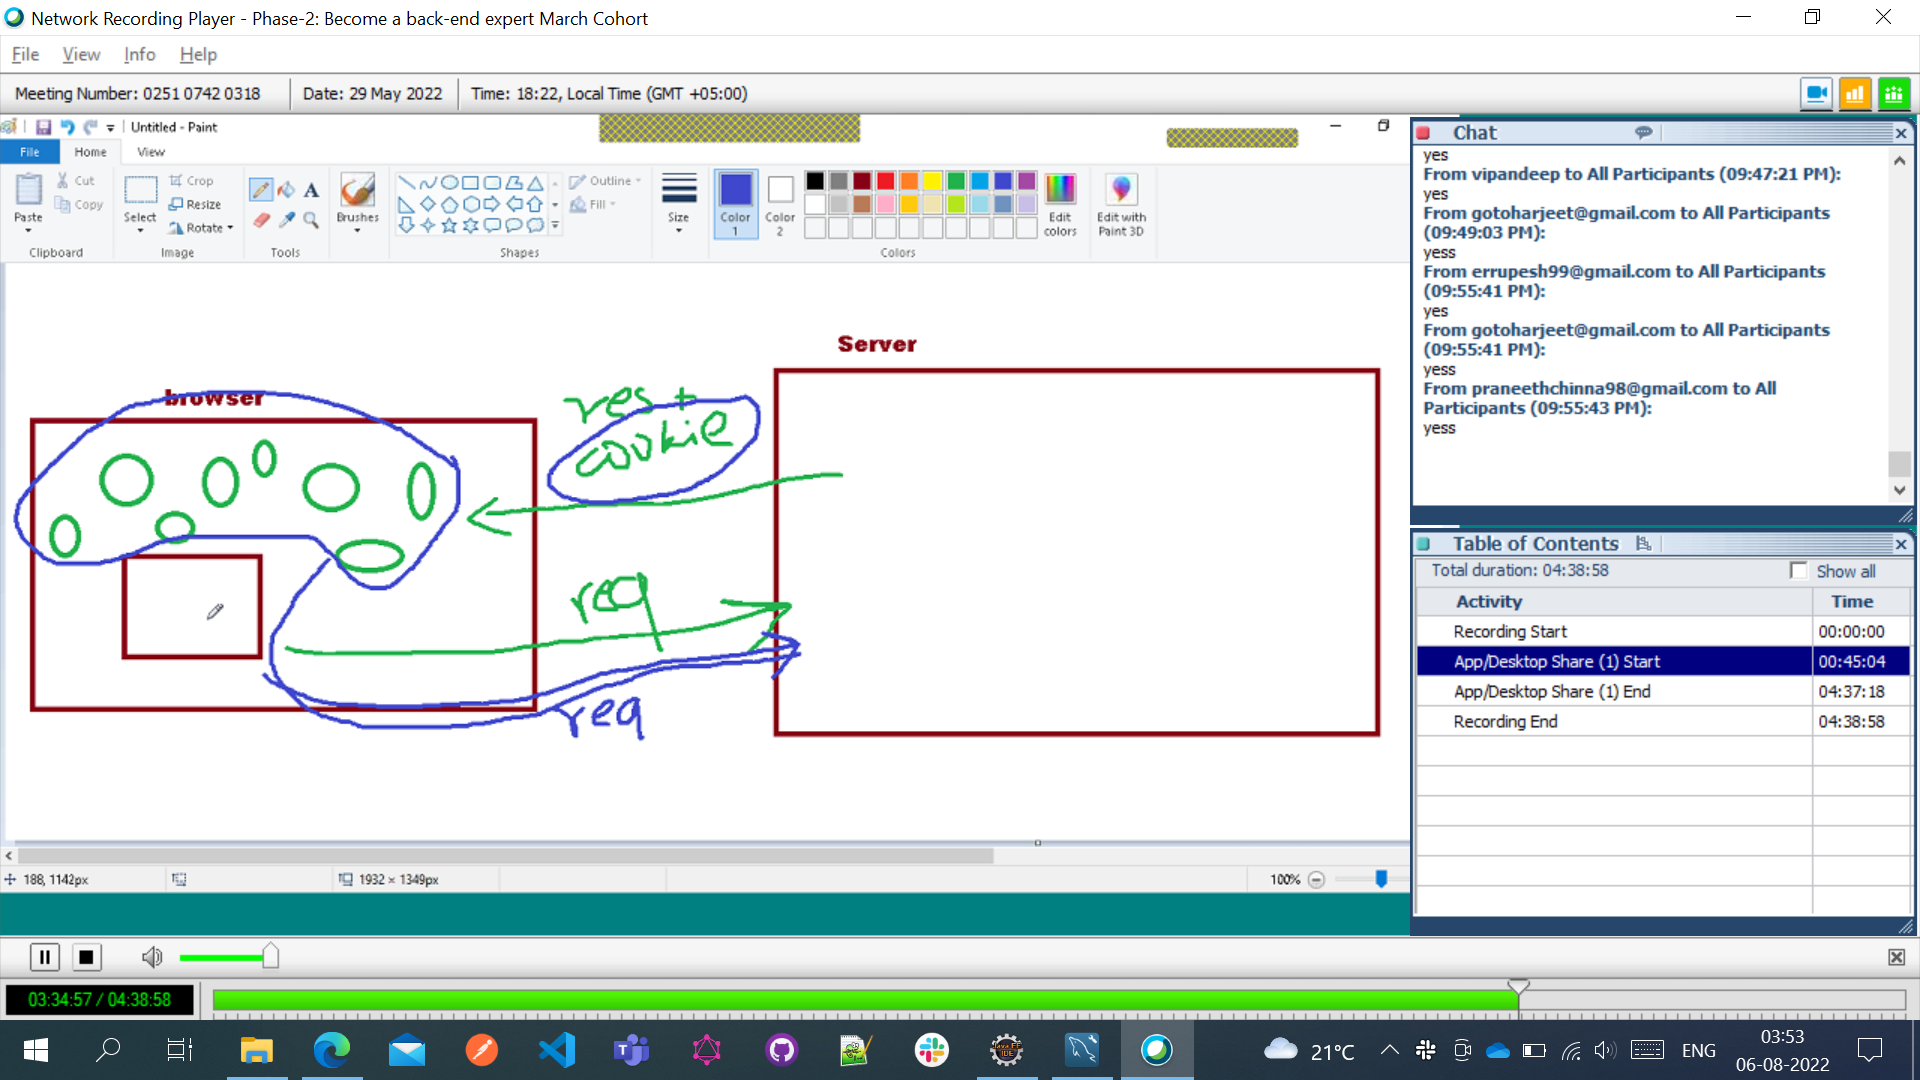 Network Recording Player - Phase-2: Become a back-end expert March Cohort
File View Info Help
Meeting Number: 0251 0742 0318 Date: 29 May 2022 Time: 18:22, Local Time (GMT +05:00)
Untitled - Paint
File Home View
Paste
Cut
Copy
Clipboard
Select
Crop
Resize
Rotate
Image
A
Tools
Brushes
Outline
Fill
Shapes
Size
Color 1
Color 2
Colors
Edit colors
Edit with Paint 3D
browser
Server
res +
cookie
req
req
188, 1142px
1932 × 1349px
100%
Chat
yes
From vipandeep to All Participants (09:47:21 PM):
yes
From gotoharjeet@gmail.com to All Participants
(09:49:03 PM):
yess
From errupesh99@gmail.com to All Participants
(09:55:41 PM):
yes
From gotoharjeet@gmail.com to All Participants
(09:55:41 PM):
yess
From praneethchinna98@gmail.com to All
Participants (09:55:43 PM):
yess
Table of Contents
Total duration: 04:38:58 Show all
Activity Time
Recording Start 00:00:00
App/Desktop Share (1) Start 00:45:04
App/Desktop Share (1) End 04:37:18
Recording End 04:38:58
03:34:57 / 04:38:58
21°C
ENG
03:53
06-08-2022